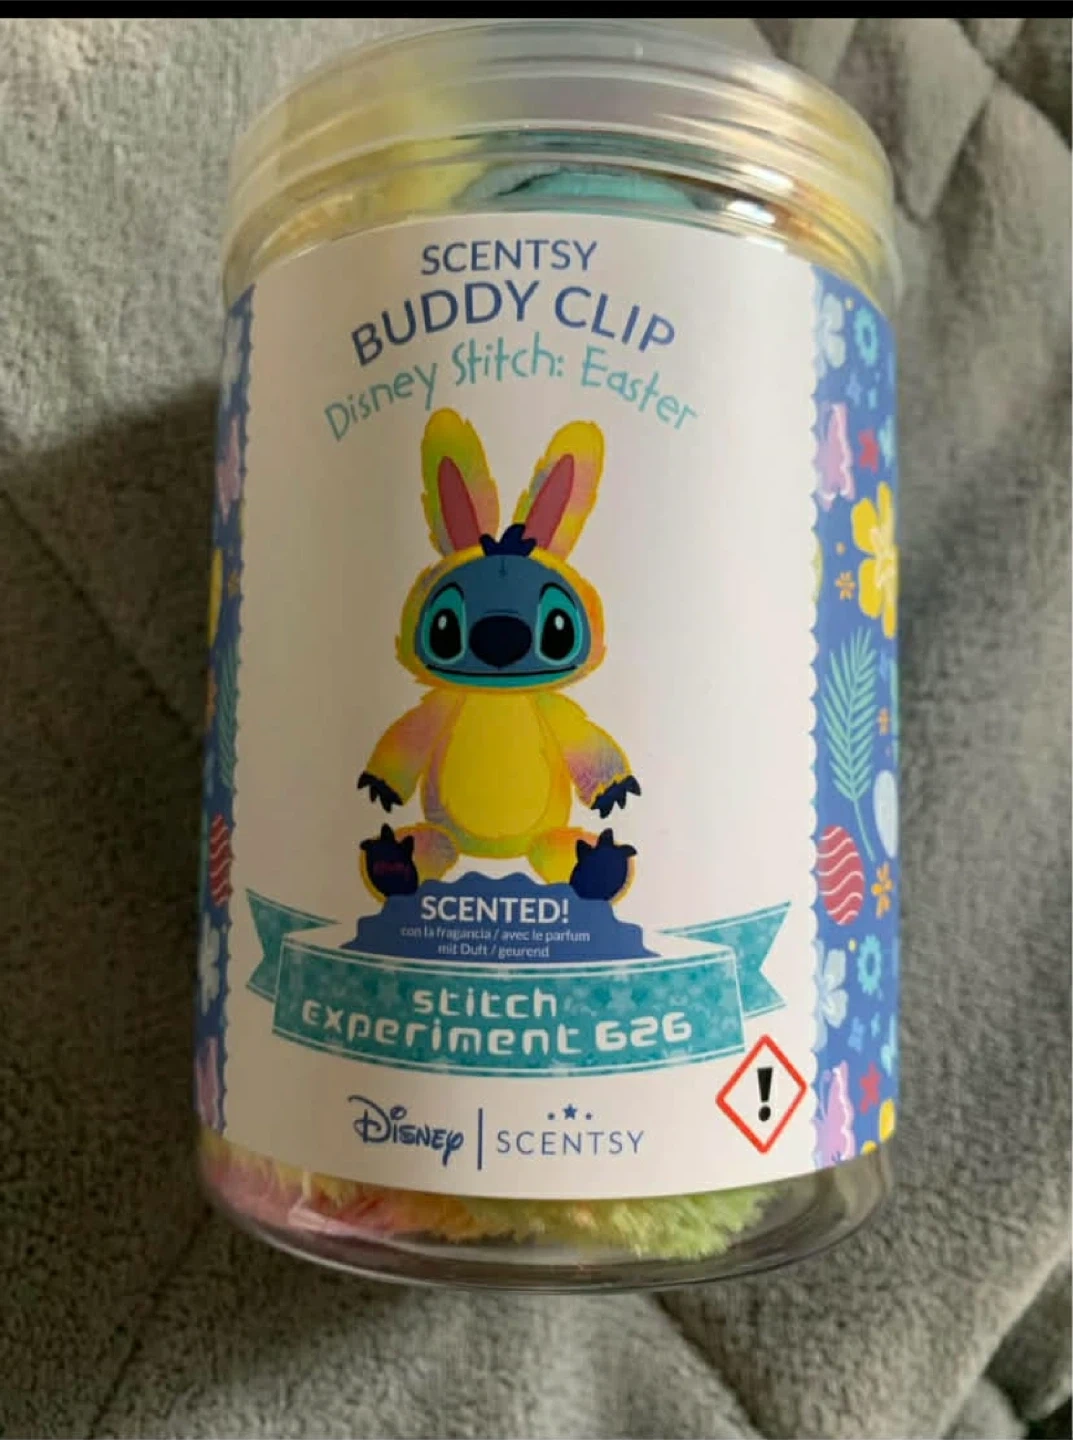 SCENTSY
BUDDY CLIP
Disney Stitch: Easter
SCENTED!
con la fragancia / avec le parfum
mit Duft / geurend
stitch
experiment 626
Disney | SCENTSY